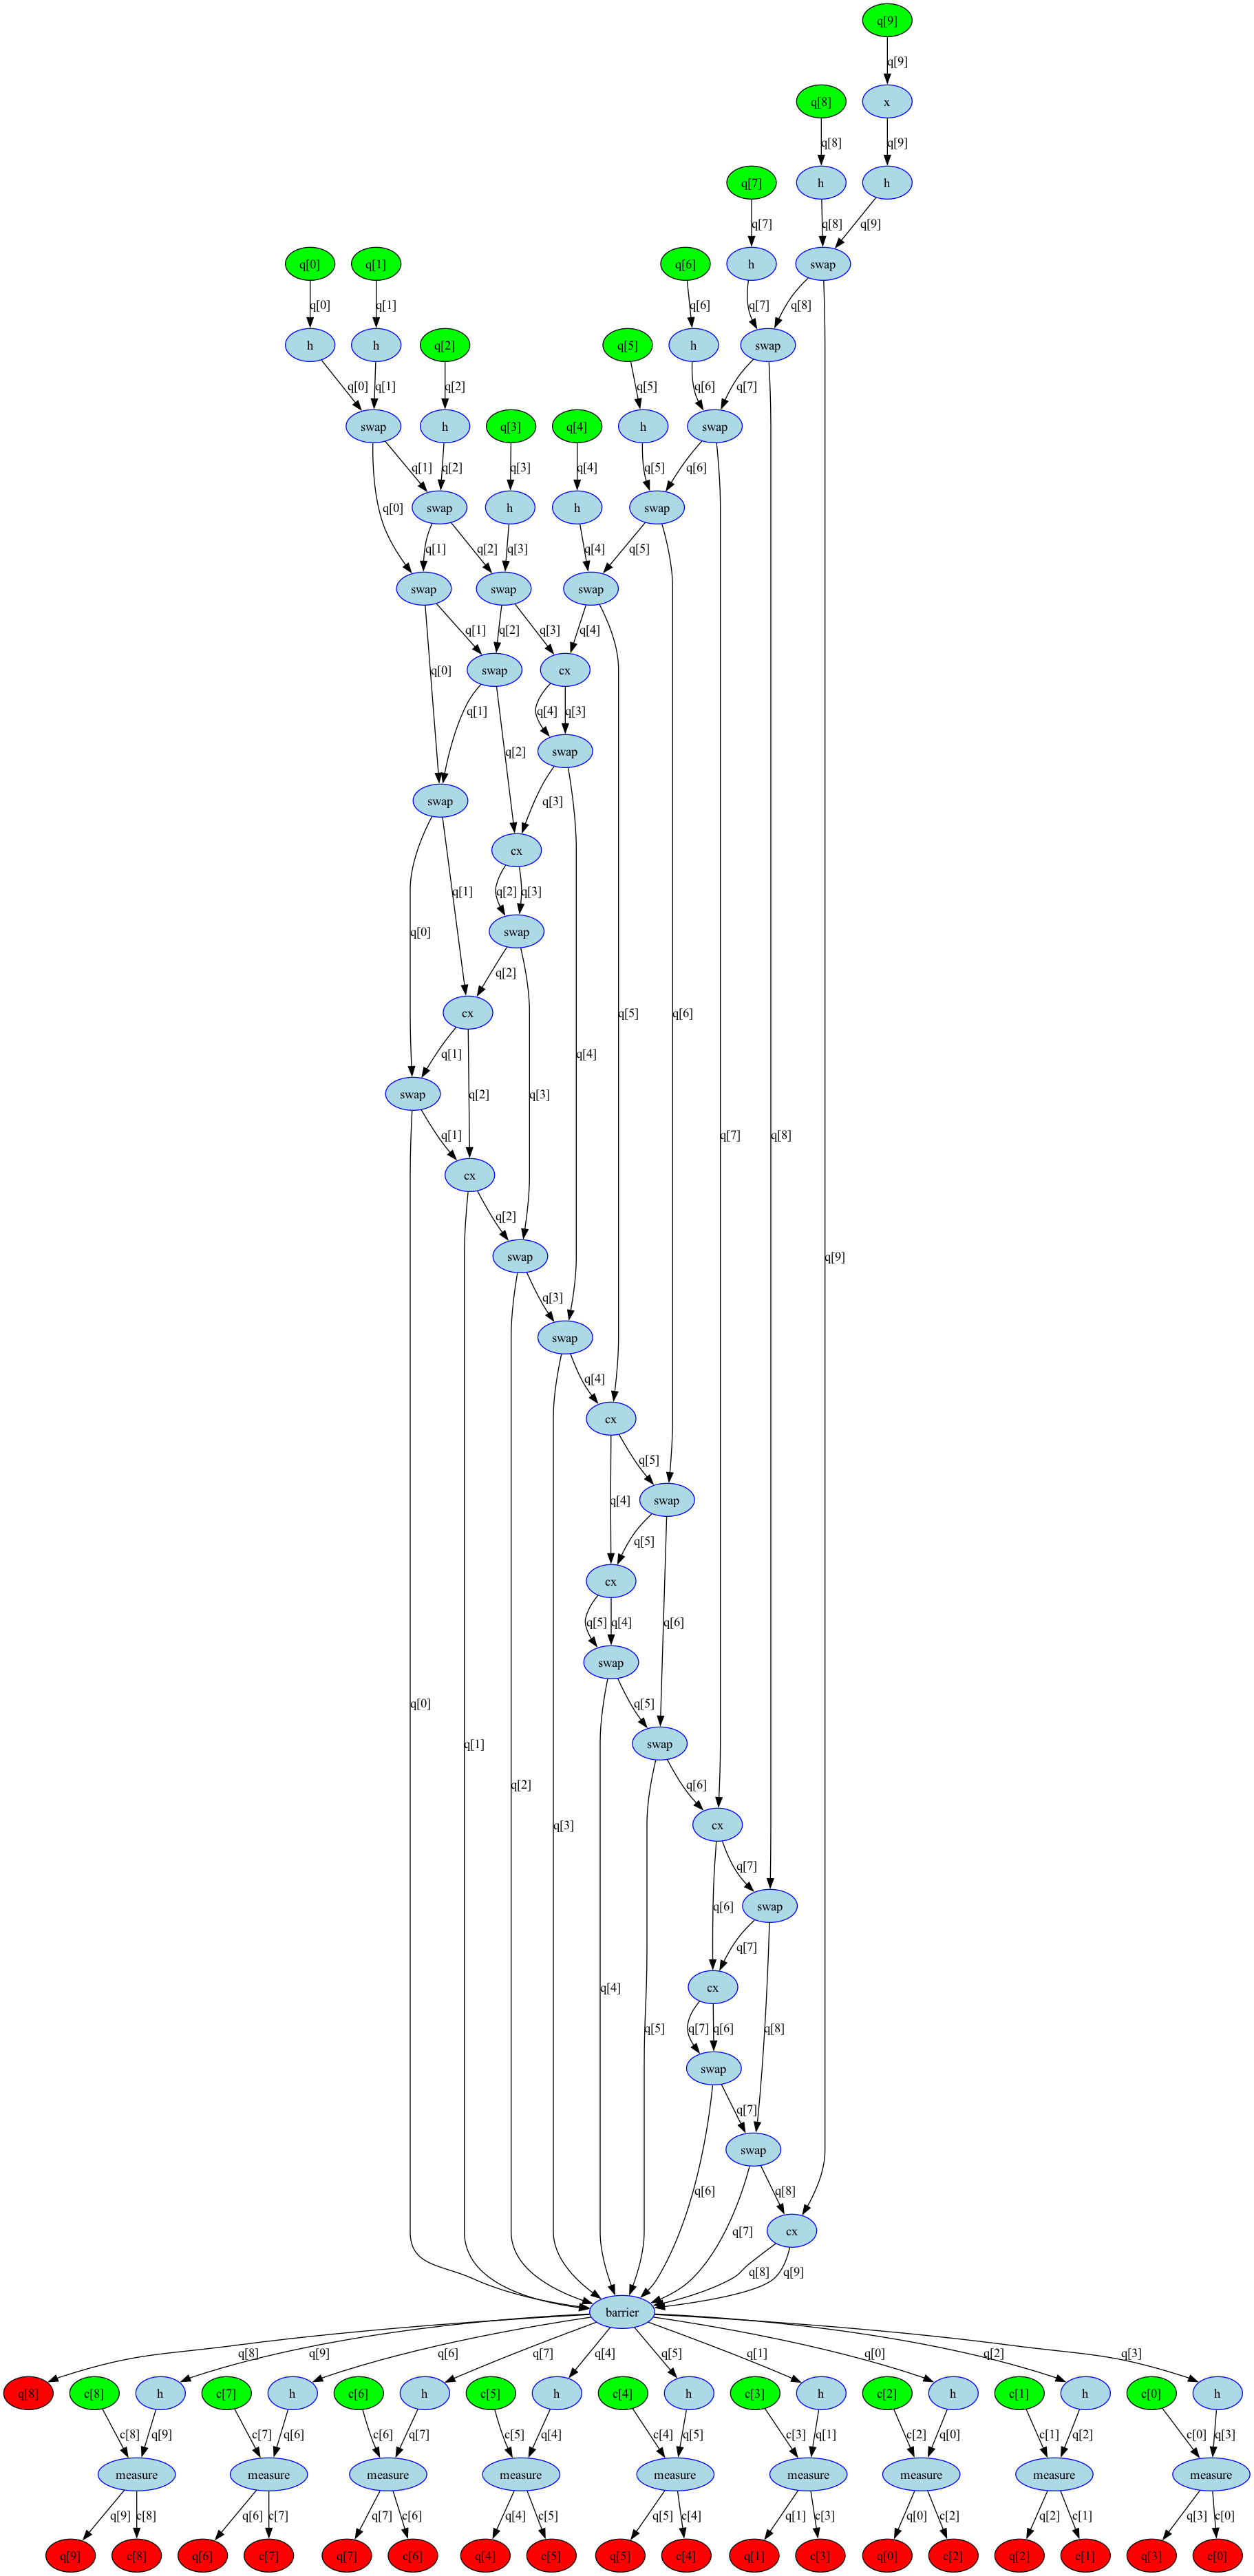 q[9]
q[9]
q[8] x
q[8] q[9]
q[7] h h
q[7] q[8] q[9]
q[0] q[1] q[6] h swap
q[0] q[1] q[6] q[7] q[8]
h h q[2] q[5] h swap
q[0] q[1] q[2] q[5] q[6] q[7]
swap h q[3] q[4] h swap
q[1] q[2] q[3] q[4] q[5] q[6]
q[0] swap h h swap
q[1] q[2] q[3] q[4] q[5]
swap swap swap
q[1] q[2] q[3] q[4]
q[0] swap cx
q[1] q[4] q[3]
q[2] swap
swap q[3]
cx
q[1] q[2] q[3]
q[0] swap
q[2]
cx q[5] q[6]
q[1] q[4]
swap q[2] q[3]
q[1] q[7] q[8]
cx
q[2]
swap q[9]
q[3]
swap
q[4]
cx
q[5]
q[4] swap
q[5]
cx
q[5] q[4] q[6]
swap
q[0] q[5]
q[1] swap
q[2] q[6]
q[3] cx
q[7]
q[6] swap
q[7]
q[4] cx
q[5] q[7] q[6] q[8]
swap
q[7]
swap
q[6] q[8]
q[7] cx
q[8] q[9]
barrier
q[8] q[9] q[6] q[7] q[4] q[5] q[1] q[0] q[2] q[3]
q[8] c[8] h c[7] h c[6] h c[5] h c[4] h c[3] h c[2] h c[1] h c[0] h
c[8] q[9] c[7] q[6] c[6] q[7] c[5] q[4] c[4] q[5] c[3] q[1] c[2] q[0] c[1] q[2] c[0] q[3]
measure measure measure measure measure measure measure measure measure
q[9] c[8] q[6] c[7] q[7] c[6] q[4] c[5] q[5] c[4] q[1] c[3] q[0] c[2] q[2] c[1] q[3] c[0]
q[9] c[8] q[6] c[7] q[7] c[6] q[4] c[5] q[5] c[4] q[1] c[3] q[0] c[2] q[2] c[1] q[3] c[0]